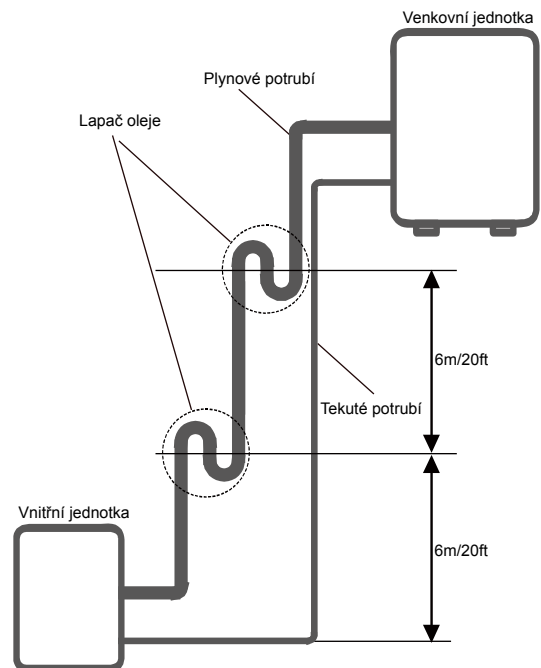 Venkovní jednotka
Plynové potrubí
Lapač oleje
6m/20ft
Tekuté potrubí
Vnitřní jednotka
6m/20ft